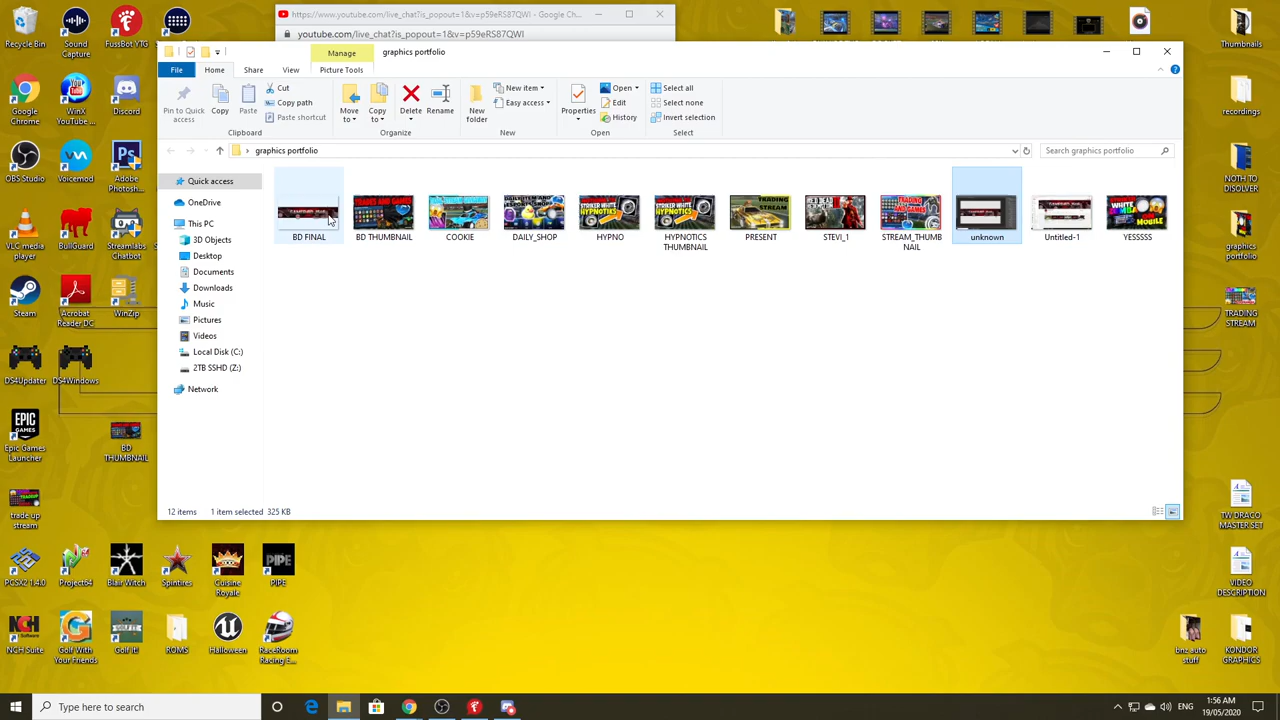 https://www.youtube.com/live_chat?is_popout=1&v=p59eRS87QWI - Google Ch...
youtube.com/live_chat?is_popout=1&v=p59eRS87QWI
Manage
graphics portfolio
File
Home
Share
View
Picture Tools
Pin to Quick access
Copy
Paste
Cut
Copy path
Paste shortcut
Move to
Copy to
Delete
Rename
New folder
New item
Easy access
Properties
Open
Edit
History
Select all
Select none
Invert selection
Clipboard
Organize
New
Open
Select
graphics portfolio
Search graphics portfolio
Quick access
OneDrive
This PC
3D Objects
Desktop
Documents
Downloads
Music
Pictures
Videos
Local Disk (C:)
2TB SSHD (Z:)
Network
BD FINAL
BD THUMBNAIL
COOKIE
DAILY_SHOP
HYPNO
HYPNOTICS THUMBNAIL
PRESENT
STEVI_1
STREAM_THUMB NAIL
unknown
Untitled-1
YESSSSS
12 items
1 item selected 325 KB
Recycle Bin
Sound Capture
FussBot YTG
Google Chrome
WinX YouTube ...
Discord
OBS Studio
Voicemod
Adobe Photosh...
VLC media player
BullGuard
Streamlabs Chatbot
Steam
Acrobat Reader DC
WinZip
DS4Updater
DS4Windows
Epic Games Launcher
BD THUMBNAIL
trade up stream
PCSX2 1.4.0
Project64
Blair Witch
Spintires
Cuisine Royale
PIPE
NCH Suite
Golf With Your Friends
Golf It!
ROMS
Halloween
RaceRoom Racing E...
Thumbnails
recordings
NOTH TO DISOLVER
graphics portfolio
TRADING STREAM
TW DRAGO MASTER SET
VIDEO DESCRIPTION
bnz auto stuff
KONDOR GRAPHICS
Type here to search
ENG
1:56 AM
19/05/2020